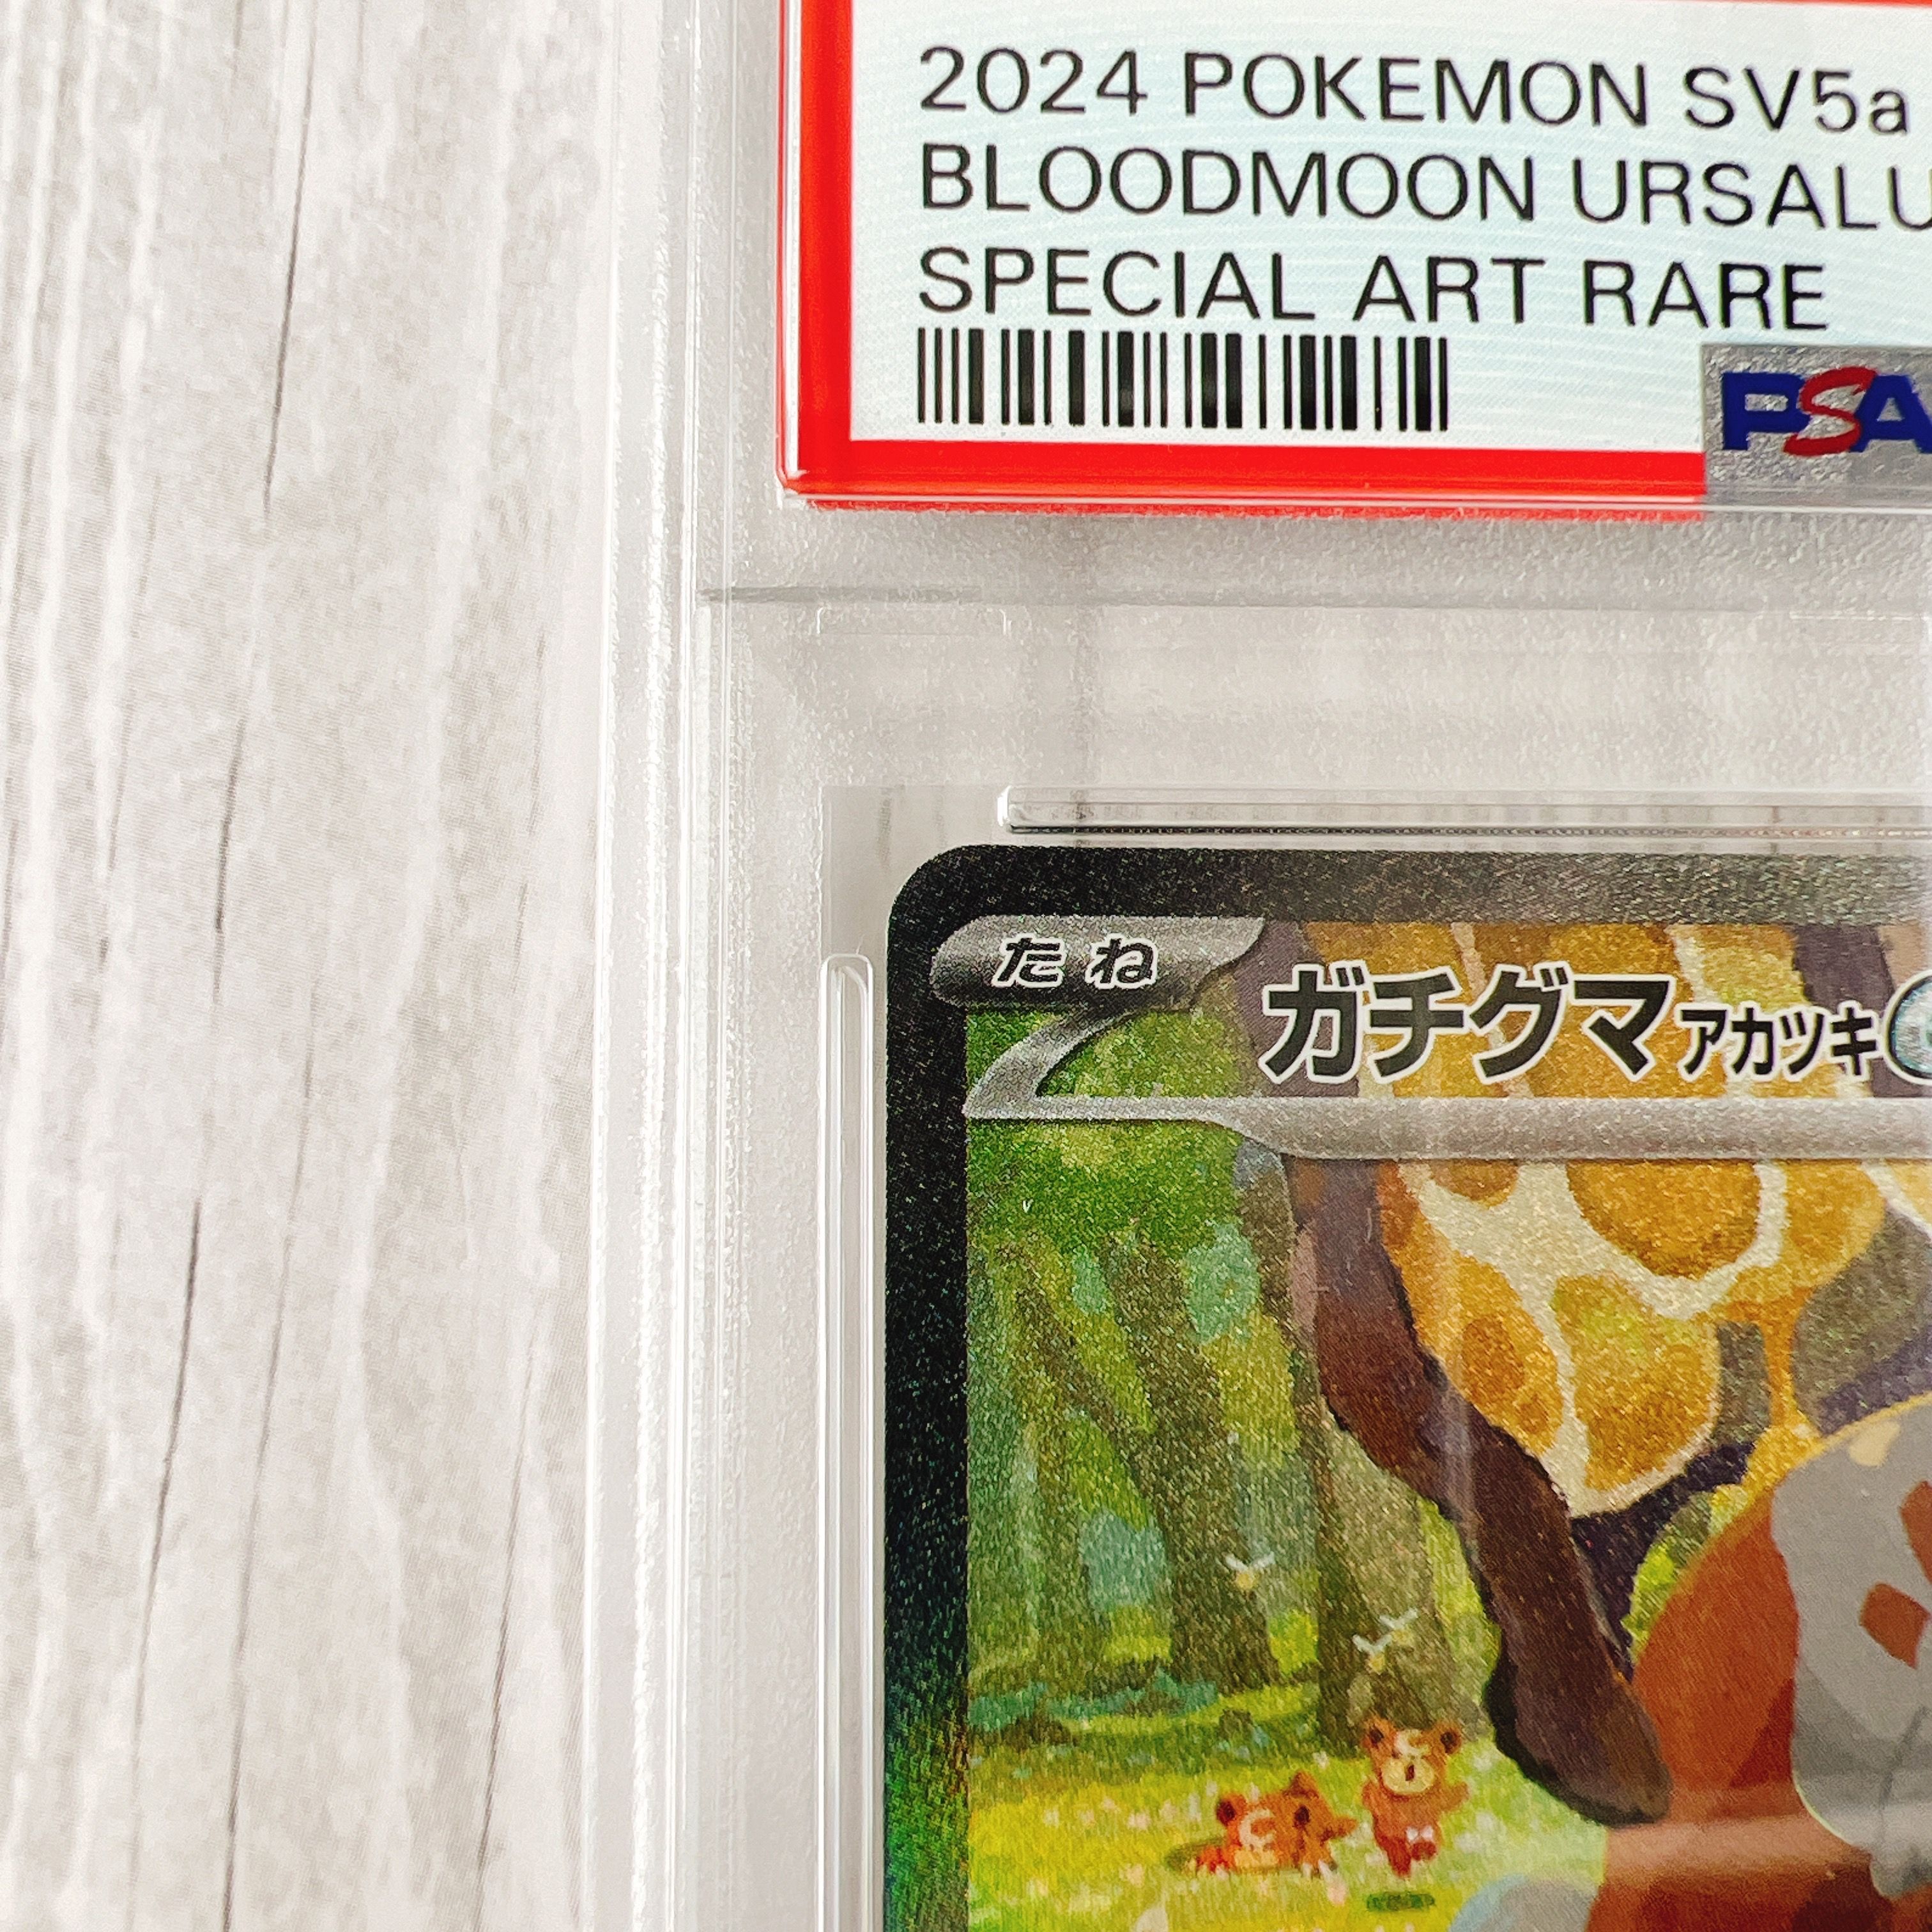 2024 POKEMON SV5a
BLOODMOON URSALU
SPECIAL ART RARE
PSA
たね
ガチグマ アカツキ